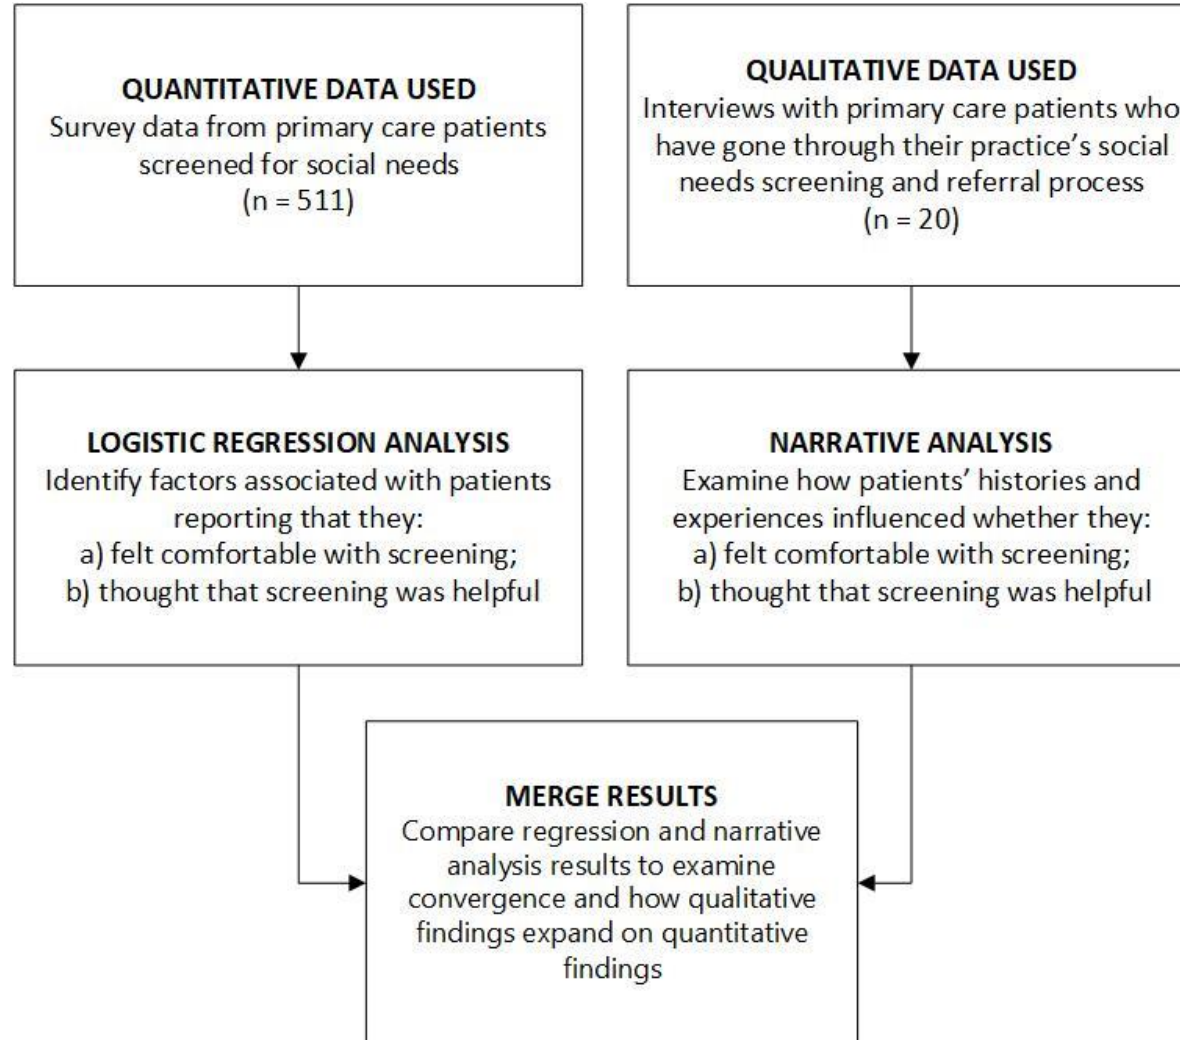 QUANTITATIVE DATA USED
Survey data from primary care patients
screened for social needs
(n = 511)
QUALITATIVE DATA USED
Interviews with primary care patients who
have gone through their practice's social
needs screening and referral process
(n = 20)
LOGISTIC REGRESSION ANALYSIS
Identify factors associated with patients
reporting that they:
a) felt comfortable with screening;
b) thought that screening was helpful
NARRATIVE ANALYSIS
Examine how patients' histories and
experiences influenced whether they:
a) felt comfortable with screening;
b) thought that screening was helpful
MERGE RESULTS
Compare regression and narrative
analysis results to examine
convergence and how qualitative
findings expand on quantitative
findings